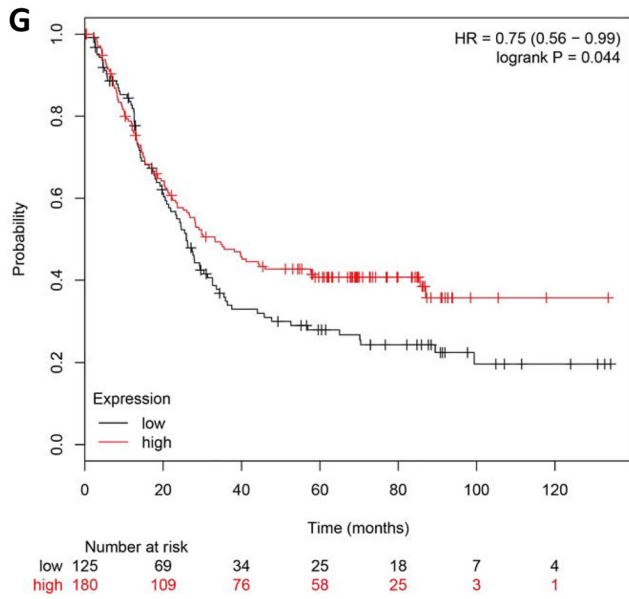 G
HR = 0.75 (0.56 − 0.99)
logrank P = 0.044
Probability
1.0
0.8
0.6
0.4
0.2
0.0
Expression
low
high
0 20 40 60 80 100 120
Time (months)
Number at risk
low 125 69 34 25 18 7 4
high 180 109 76 58 25 3 1